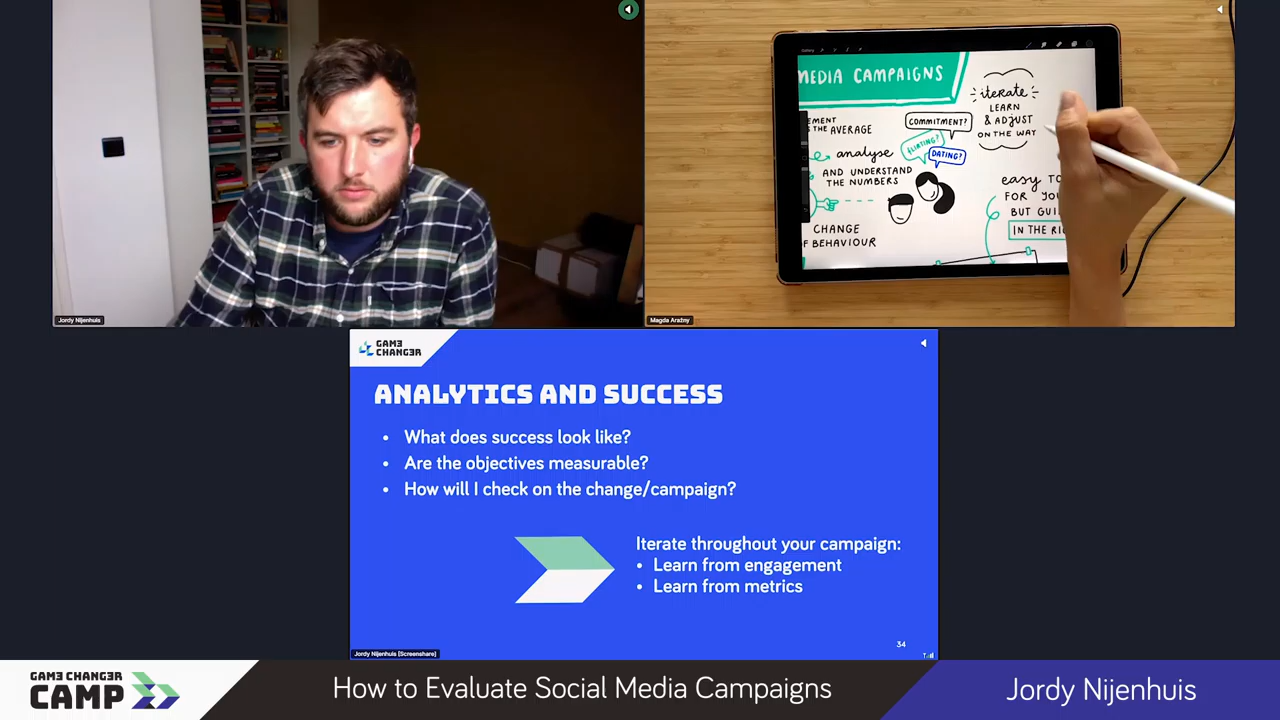 Jordy Nijenhuis
MEDIA CAMPAIGNS
iterate
LEARN
& ADJUST
ON THE WAY
THE AVERAGE
COMMITMENT?
FLIRTING?
DATING?
analyse
AND UNDERSTAND
THE NUMBERS
CHANGE
BEHAVIOUR
easy TO
FOR YOU
BUT GUI
IN THE RI
Magda Arażny
GAM3
CHANG3R
ANALYTICS AND SUCCESS
• What does success look like?
• Are the objectives measurable?
• How will I check on the change/campaign?
Iterate throughout your campaign:
• Learn from engagement
• Learn from metrics
34
Jordy Nijenhuis [Screenshare]
GAM3 CHANG3R
CAMP
How to Evaluate Social Media Campaigns
Jordy Nijenhuis